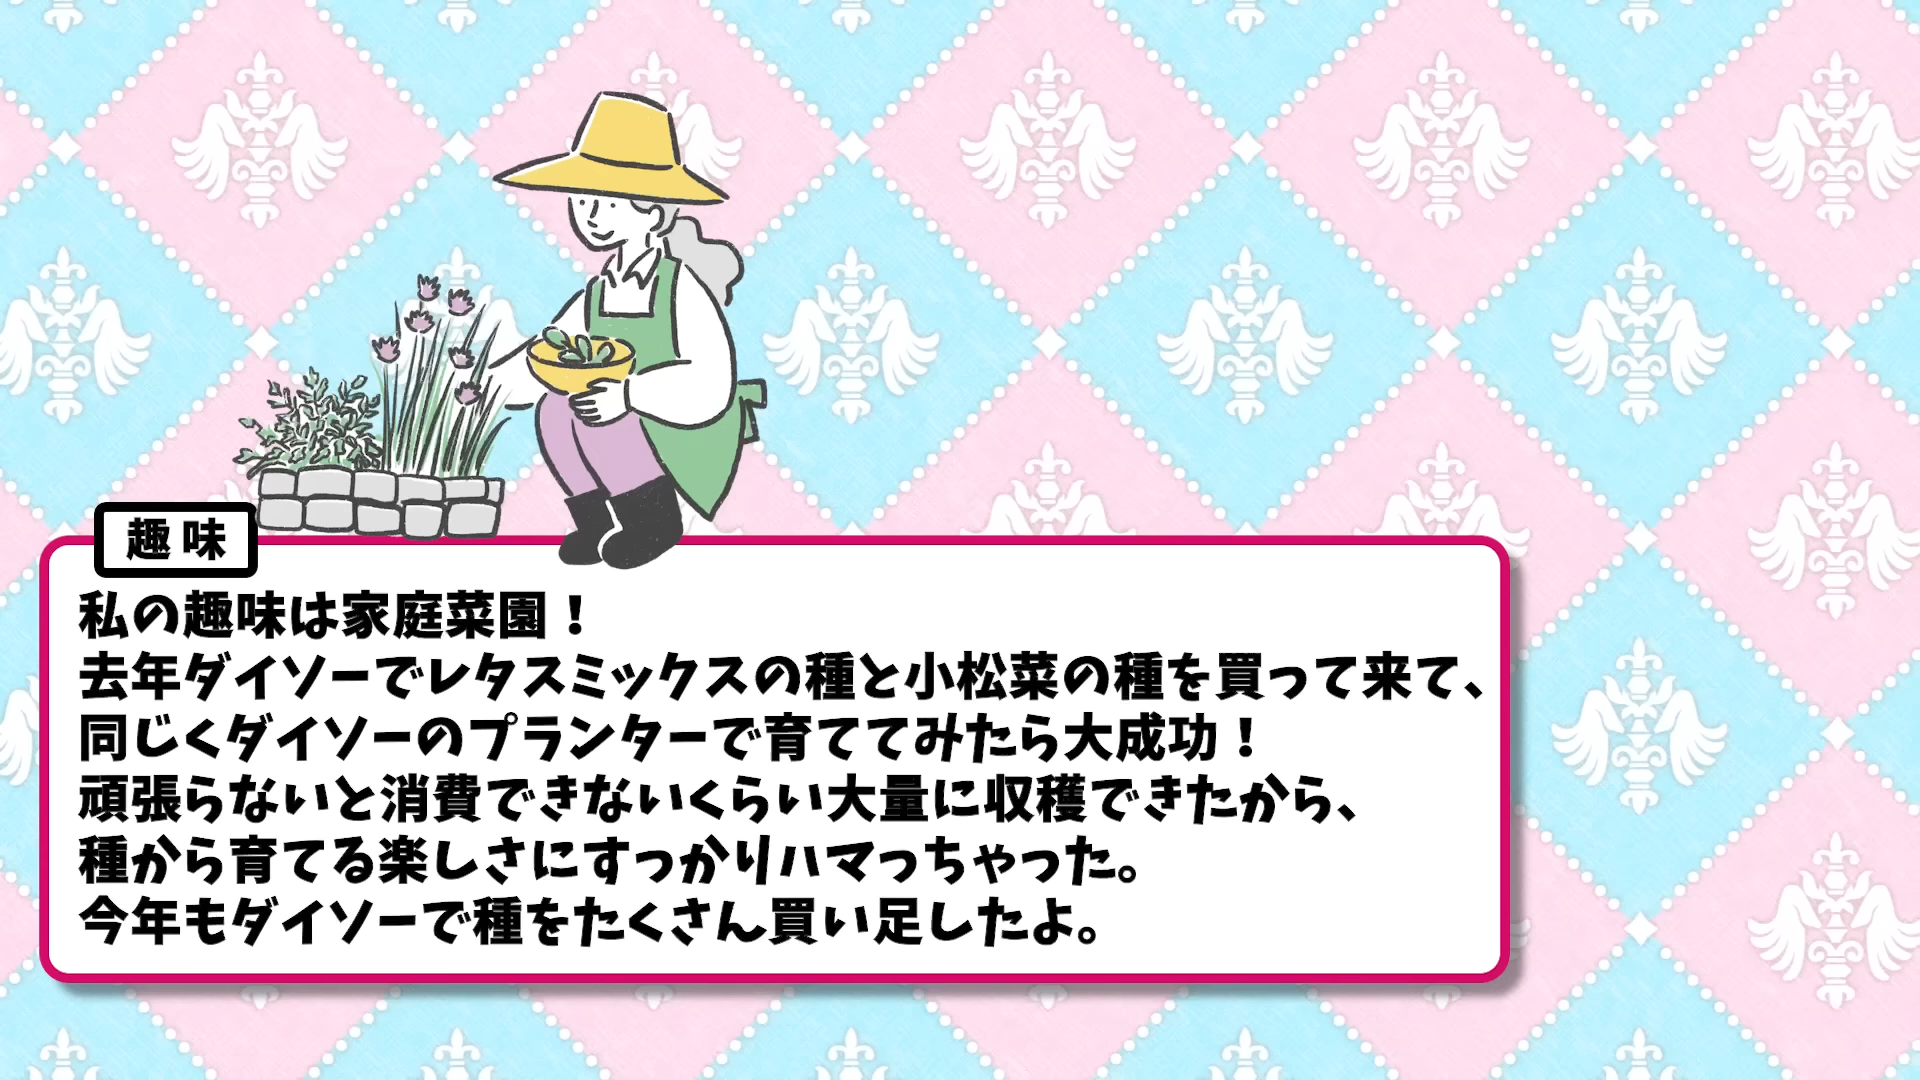 趣味
私の趣味は家庭菜園！
去年ダイソーでレタスミックスの種と小松菜の種を買って来て、
同じくダイソーのプランターで育ててみたら大成功！
頑張らないと消費できないくらい大量に収穫できたから、
種から育てる楽しさにすっかりハマっちゃった。
今年もダイソーで種をたくさん買い足したよ。